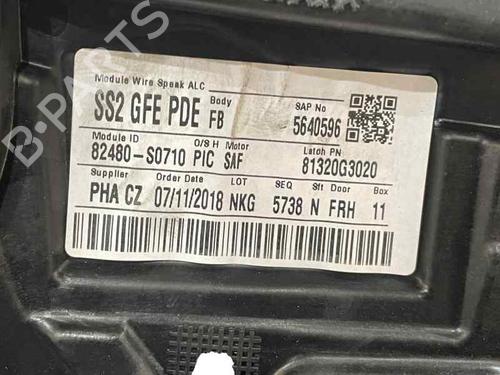 B-PARTS
Module Wire Speak ALC
SS2 GFE PDE Body FB SAP No 5640596
Module ID O/S H Motor Latch PN
82480-S0710 PIC SAF 81320G3020
Supplier Order Date LOT SEQ Sft Door Box
PHA CZ 07/11/2018 NKG 5738 N FRH 11